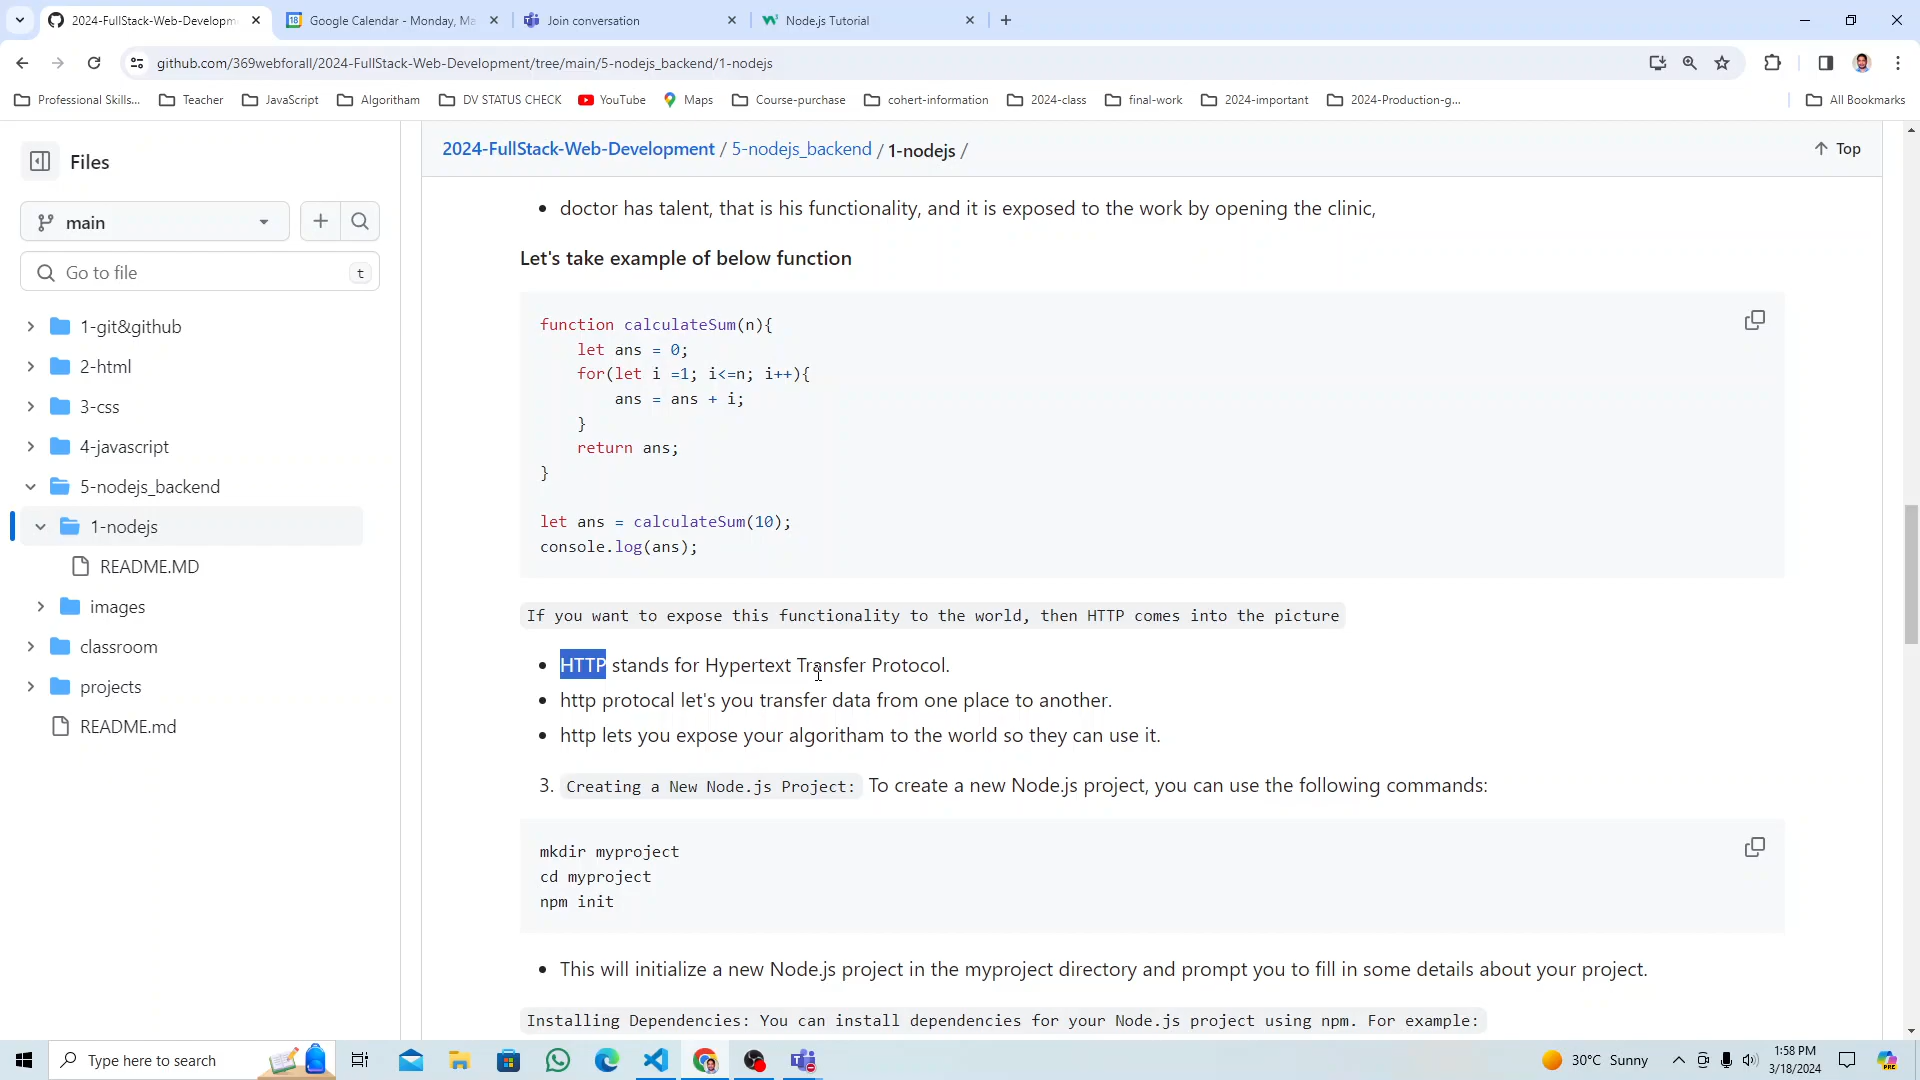 2024-FullStack-Web-Developm
Google Calendar - Monday, Ma
Join conversation
Node.js Tutorial
github.com/369webforall/2024-FullStack-Web-Development/tree/main/5-nodejs_backend/1-nodejs
Professional Skills...
Teacher
JavaScript
Algoritham
DV STATUS CHECK
YouTube
Maps
Course-purchase
cohert-information
2024-class
final-work
2024-important
2024-Production-g...
All Bookmarks
Files
main
Go to file
t
1-git&github
2-html
3-css
4-javascript
5-nodejs_backend
1-nodejs
README.MD
images
classroom
projects
README.md
2024-FullStack-Web-Development / 5-nodejs_backend / 1-nodejs /
Top
doctor has talent, that is his functionality, and it is exposed to the work by opening the clinic,
Let's take example of below function
function calculateSum(n){
let ans = 0;
for(let i =1; i<=n; i++){
ans = ans + i;
}
return ans;
}
let ans = calculateSum(10);
console.log(ans);
If you want to expose this functionality to the world, then HTTP comes into the picture
HTTP stands for Hypertext Transfer Protocol.
http protocal let's you transfer data from one place to another.
http lets you expose your algoritham to the world so they can use it.
3. Creating a New Node.js Project: To create a new Node.js project, you can use the following commands:
mkdir myproject
cd myproject
npm init
This will initialize a new Node.js project in the myproject directory and prompt you to fill in some details about your project.
Installing Dependencies: You can install dependencies for your Node.js project using npm. For example:
Type here to search
30°C Sunny
1:58 PM
3/18/2024